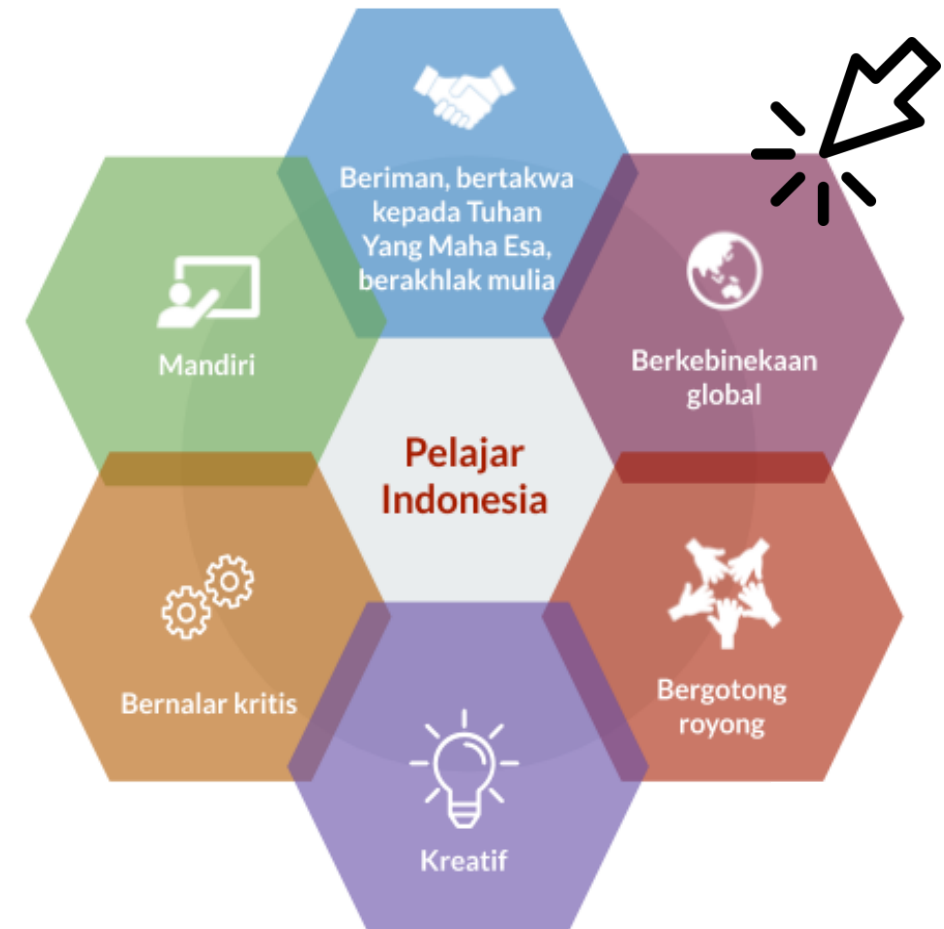 Beriman, bertakwa
kepada Tuhan
Yang Maha Esa,
berakhlak mulia
Mandiri
Berkebinekaan
global
Pelajar
Indonesia
Bernalar kritis
Bergotong
royong
Kreatif